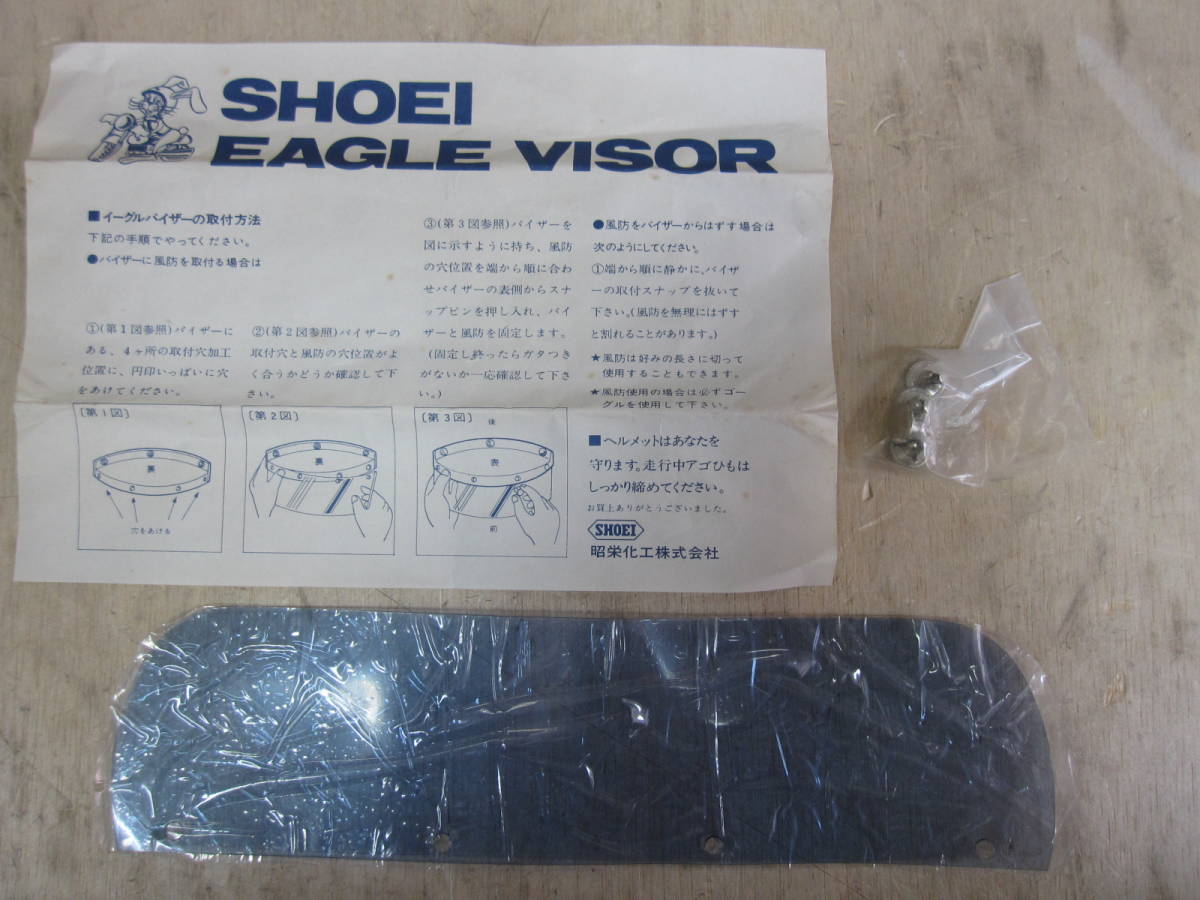 SHOEI
EAGLE VISOR
■イーグルバイザーの取付方法
下記の手順でやってください。
●バイザーに風防を取付る場合は
①(第1図参照)バイザーに
ある、4ヶ所の取付穴加工
位置に、円印いっぱいに穴
をあけてください。
②(第2図参照)バイザーの
取付穴と風防の穴位置がよ
く合うかどうか確認して下
さい。
③(第3図参照)バイザーを
図に示すように持ち、風防
の穴位置を端から順に合わ
せバイザーの表側からスナ
ップピンを押し入れ、バイ
ザーと風防を固定します。
(固定し終ったらガタつき
がないか一応確認して下さ
い。)
[第1図]
裏
穴をあける
[第2図]
裏
[第3図]
後
表
前
●風防をバイザーからはずす場合は
次のようにしてください。
①端から順に静かに、バイザ
ーの取付スナップを抜いて
下さい。(風防を無理にはずす
と割れることがあります。)
★風防は好みの長さに切って
使用することもできます。
★風防使用の場合は必ずゴー
グルを使用して下さい。
■ヘルメットはあなたを
守ります。走行中アゴひもは
しっかり締めてください。
お買上ありがとうございました。
SHOEI
昭栄化工株式会社